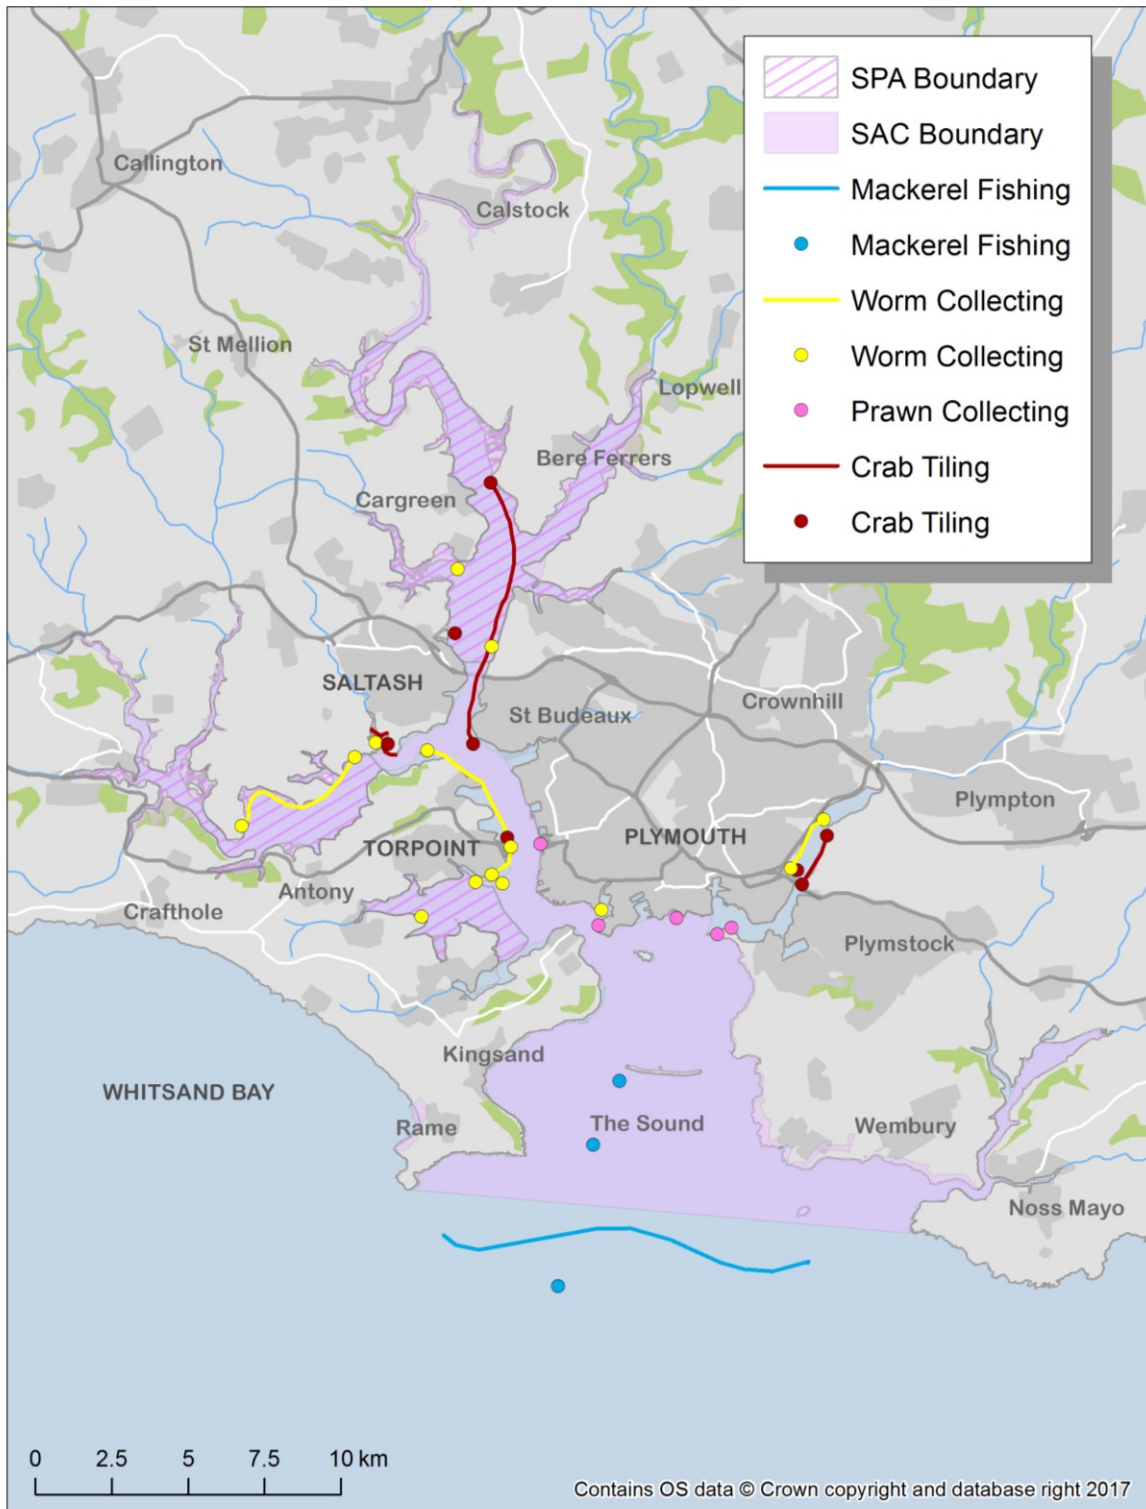 SPA Boundary
SAC Boundary
Mackerel Fishing
Mackerel Fishing
Worm Collecting
Worm Collecting
Prawn Collecting
Crab Tiling
Crab Tiling
Callington
Calstock
St Mellion
Lopwell
Bere Ferrers
Cargreen
SALTASH
St Budeaux
Crownhill
Plympton
TORPOINT
PLYMOUTH
Antony
Crafthole
Plymstock
Kingsand
WHITSAND BAY
Rame
The Sound
Wembury
Noss Mayo
0 2.5 5 7.5 10 km
Contains OS data © Crown copyright and database right 2017